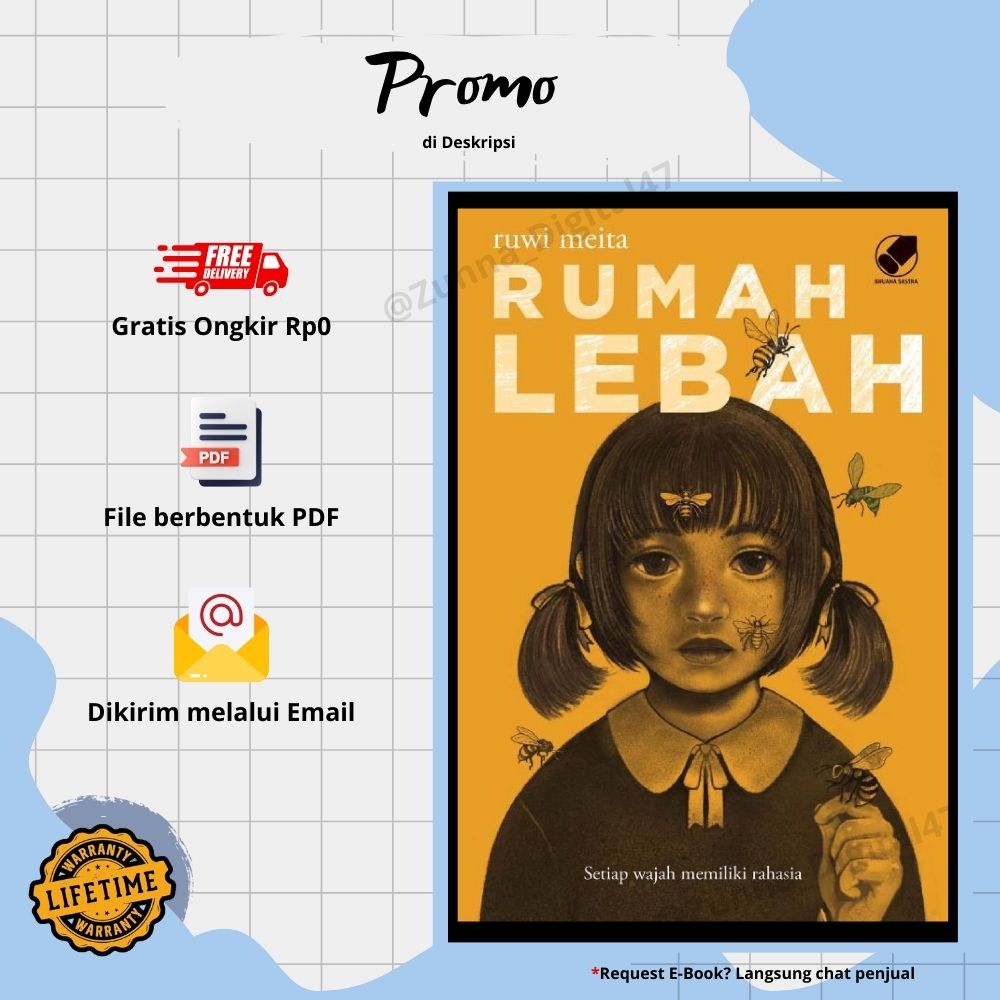 Promo
di Deskripsi
FREE
DELIVERY
Gratis Ongkir Rp0
PDF
File berbentuk PDF
@
Dikirim melalui Email
WARRANTY
LIFETIME
WARRANTY
@Zunna_Digital47
ruwi meita
BHUANA SASTRA
RUMAH
LEBAH
Setiap wajah memiliki rahasia
*Request E-Book? Langsung chat penjual